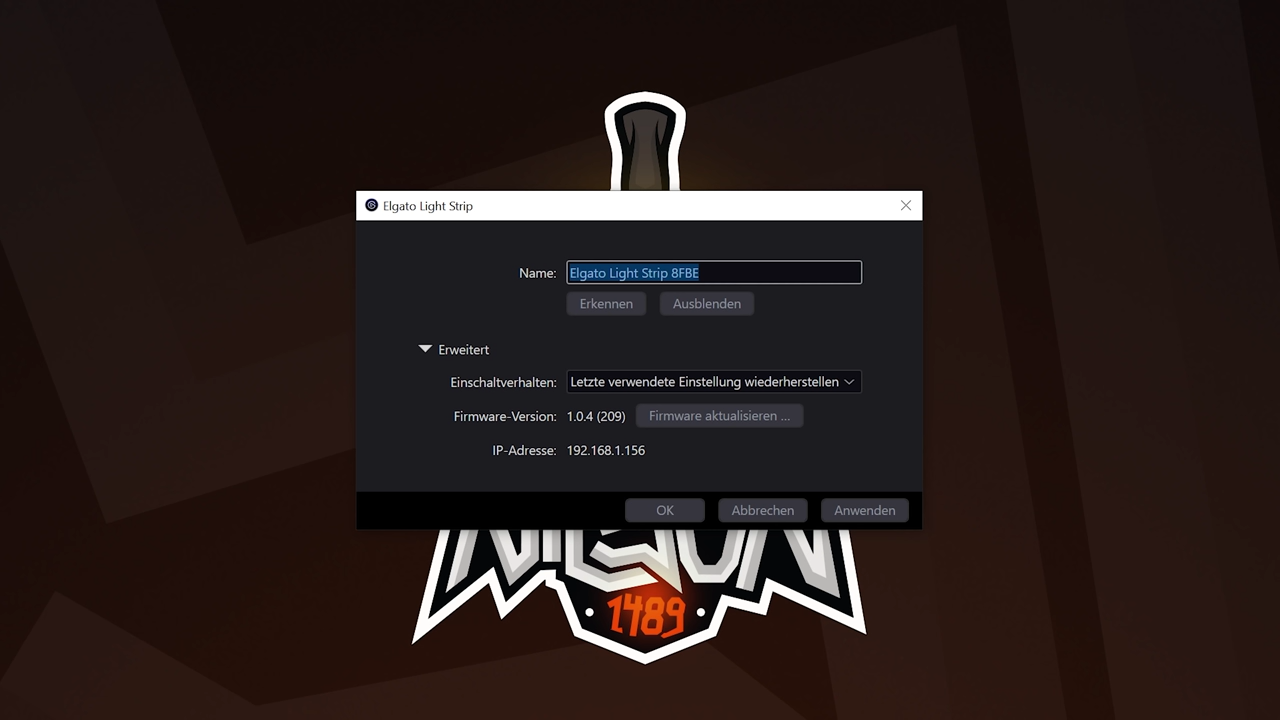 Elgato Light Strip
Name: Elgato Light Strip 8FBE
Erkennen Ausblenden
Erweitert
Einschaltverhalten: Letzte verwendete Einstellung wiederherstellen
Firmware-Version: 1.0.4 (209) Firmware aktualisieren ...
IP-Adresse: 192.168.1.156
OK Abbrechen Anwenden
1489